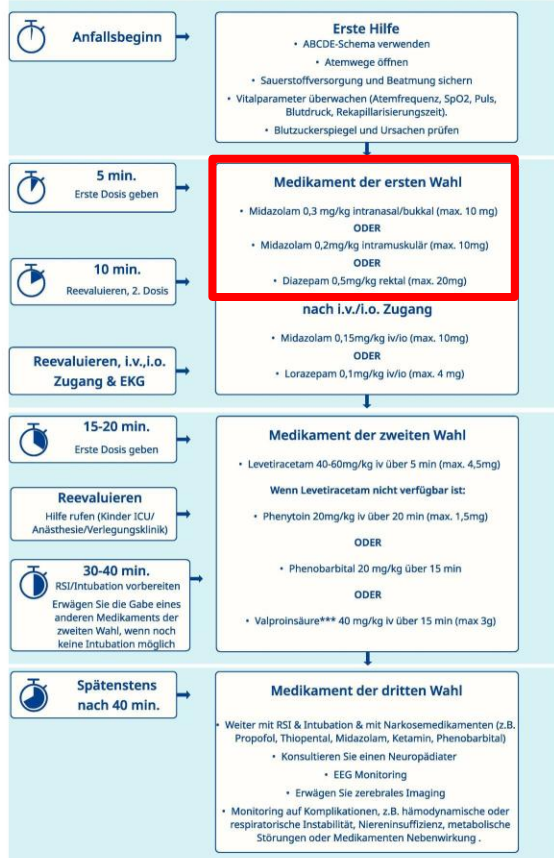 Anfallsbeginn
Erste Hilfe
• ABCDE-Schema verwenden
• Atemwege öffnen
• Sauerstoffversorgung und Beatmung sichern
• Vitalparameter überwachen (Atemfrequenz, SpO2, Puls,
Blutdruck, Rekapillarisierungszeit).
• Blutzuckerspiegel und Ursachen prüfen
5 min.
Erste Dosis geben
Medikament der ersten Wahl
• Midazolam 0,3 mg/kg intranasal/bukkal (max. 10 mg)
ODER
• Midazolam 0,2mg/kg intramuskulär (max. 10mg)
ODER
• Diazepam 0,5mg/kg rektal (max. 20mg)
10 min.
Reevaluieren, 2. Dosis
nach i.v./i.o. Zugang
• Midazolam 0,15mg/kg iv/io (max. 10mg)
ODER
• Lorazepam 0,1mg/kg iv/io (max. 4 mg)
Reevaluieren, i.v.,i.o.
Zugang & EKG
15-20 min.
Erste Dosis geben
Medikament der zweiten Wahl
• Levetiracetam 40-60mg/kg iv über 5 min (max. 4,5mg)
Wenn Levetiracetam nicht verfügbar ist:
• Phenytoin 20mg/kg iv über 20 min (max. 1,5mg)
ODER
• Phenobarbital 20 mg/kg über 15 min
ODER
• Valproinsäure*** 40 mg/kg iv über 15 min (max 3g)
Reevaluieren
Hilfe rufen (Kinder ICU/
Anästhesie/Verlegungsklinik)
30-40 min.
RSI/Intubation vorbereiten
Erwägen Sie die Gabe eines
anderen Medikaments der
zweiten Wahl, wenn noch
keine Intubation möglich
Spätenstens
nach 40 min.
Medikament der dritten Wahl
• Weiter mit RSI & Intubation & mit Narkosemedikamenten (z.B.
Propofol, Thiopental, Midazolam, Ketamin, Phenobarbital)
• Konsultieren Sie einen Neuropädiater
• EEG Monitoring
• Erwägen Sie zerebrales Imaging
• Monitoring auf Komplikationen, z.B. hämodynamische oder
respiratorische Instabilität, Niereninsuffizienz, metabolische
Störungen oder Medikamenten Nebenwirkung .